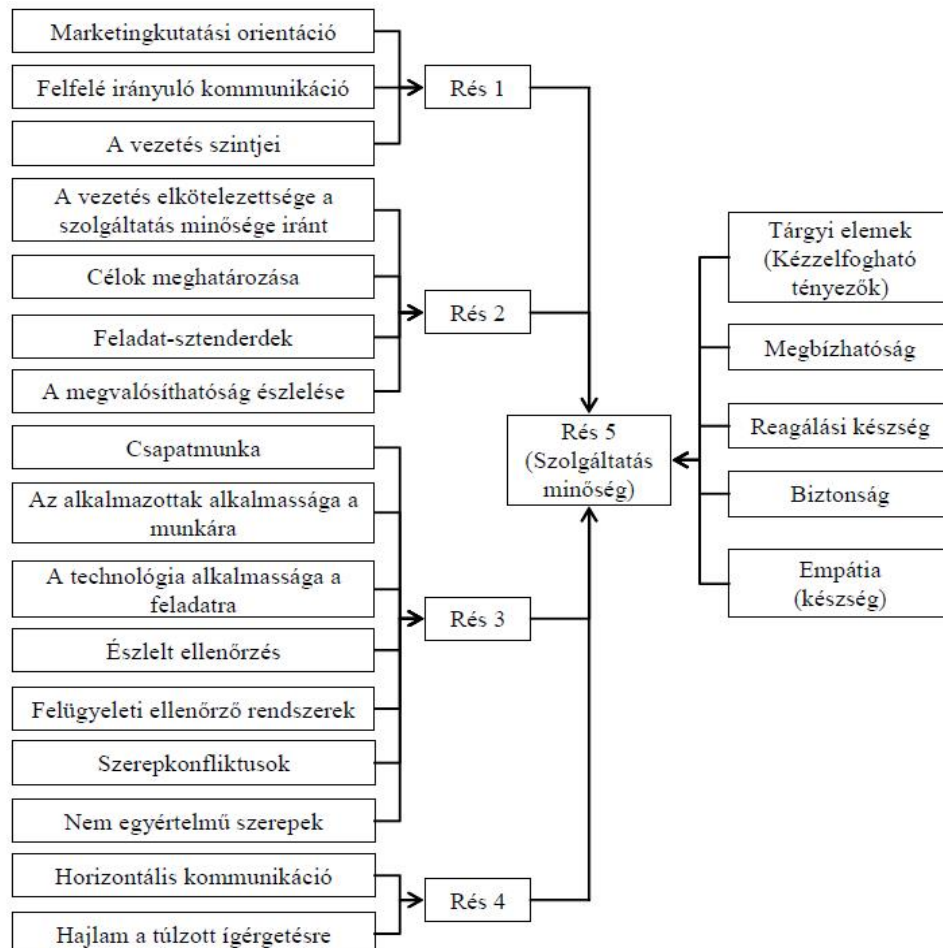 Marketingkutatási orientáció
Felfelé irányuló kommunikáció
A vezetés szintjei
Rés 1
A vezetés elkötelezettsége a
szolgáltatás minősége iránt
Célok meghatározása
Feladat-sztenderdek
A megvalósíthatóság észlelése
Rés 2
Csapatmunka
Az alkalmazottak alkalmassága a
munkára
A technológia alkalmassága a
feladatra
Észlelt ellenőrzés
Felügyeleti ellenőrző rendszerek
Szerepkonfliktusok
Nem egyértelmű szerepek
Rés 3
Horizontális kommunikáció
Hajlam a túlzott ígérgetésre
Rés 4
Rés 5
(Szolgáltatás
minőség)
Tárgyi elemek
(Kézzelfogható
tényezők)
Megbízhatóság
Reagálási készség
Biztonság
Empátia
(készség)